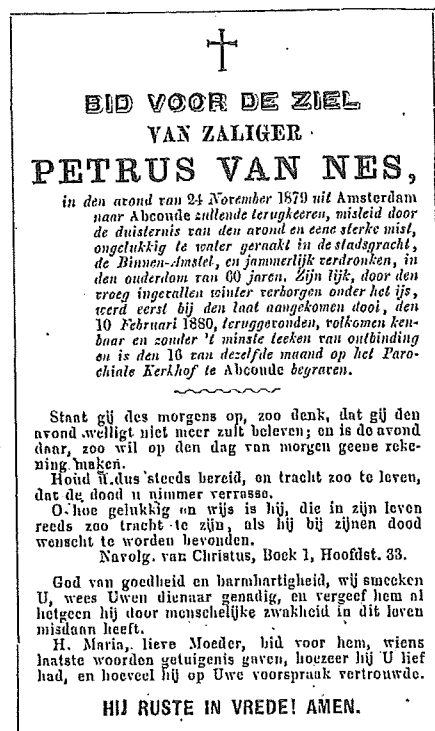 BID VOOR DE ZIEL
VAN ZALIGER
PETRUS VAN NES,
in den avond van 24 November 1879 uit Amsterdam
naar Abcoude zullende terugkeeren, misleid door
de duisternis van den avond en eene sterke mist,
ongelukkig te water geraakt in de stadsgracht,
de Binnen-Amstel, en jammerlijk verdronken, in
den ouderdom van 60 jaren. Zijn lijk, door den
vroeg ingevallen winter verborgen onder het ijs,
werd eerst bij den laat aangekomen dooi, den
10 Februari 1880, teruggevonden, volkomen ken-
baar en zonder 't minste teeken van ontbinding
en is den 16 van dezelfde maand op het Paro-
chiale Kerkhof te Abcoude begraven.
Staat gij des morgens op, zoo denk, dat gij den
avond welligt niet meer zult beleven; en is de avond
daar, zoo wil op den dag van morgen geene reke-
ning maken.
Houd u dus steeds bereid, en tracht zoo te leven,
dat de dood u nimmer verrasse.
O hoe gelukkig en wijs is hij, die in zijn leven
reeds zoo tracht te zijn, als hij bij zijnen dood
wenscht te worden bevonden.
Navolg. van Christus, Boek 1, Hoofdst. 33.
God van goedheid en barmhartigheid, wij smeeken
U, wees Uwen dienaar genadig, en vergeef hem al
hetgeen hij door menschelijke zwakheid in dit leven
misdaan heeft.
H. Maria, lieve Moeder, bid voor hem, wiens
laatste woorden getuigenis gaven, hoezeer hij U lief
had, en hoeveel hij op Uwe voorspraak vertrouwde.
HIJ RUSTE IN VREDE! AMEN.